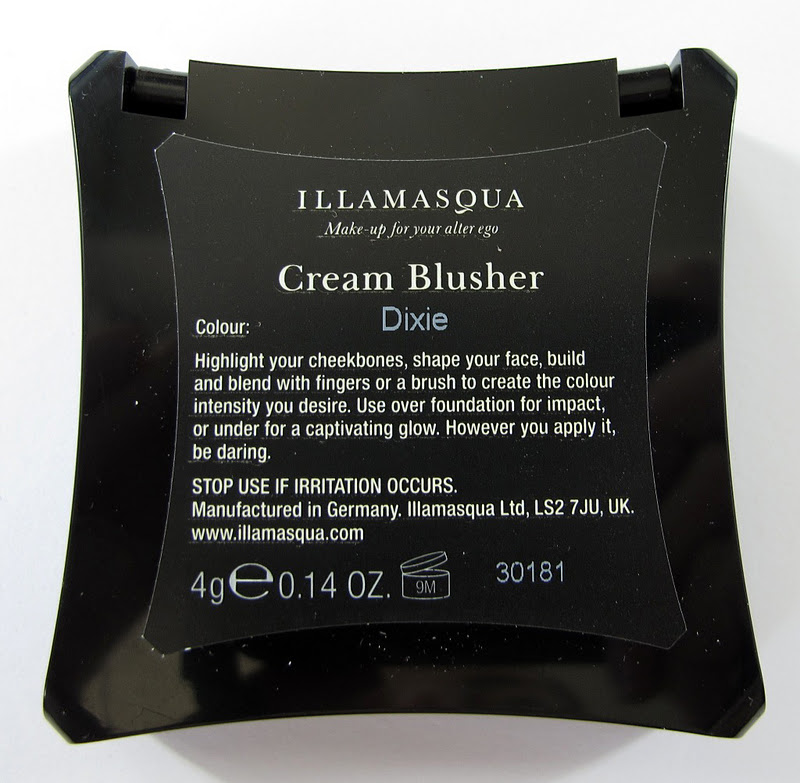 ILLAMASQUA
Make-up for your alter ego
Cream Blusher
Colour: Dixie
Highlight your cheekbones, shape your face, build
and blend with fingers or a brush to create the colour
intensity you desire. Use over foundation for impact,
or under for a captivating glow. However you apply it,
be daring.
STOP USE IF IRRITATION OCCURS.
Manufactured in Germany. Illamasqua Ltd, LS2 7JU, UK.
www.illamasqua.com
4g℮0.14 OZ. 9M 30181